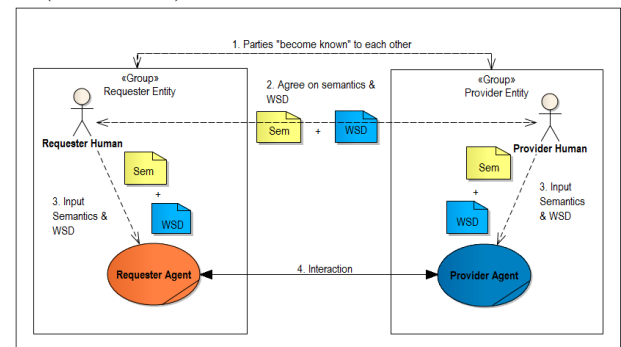 1. Parties "become known" to each other
«Group»
Requester Entity
2. Agree on semantics &
WSD
«Group»
Provider Entity
Sem
+
WSD
Requester Human
Provider Human
Sem
+
WSD
3. Input
Semantics &
WSD
Sem
+
WSD
3. Input
Semantics
& WSD
Requester Agent
4. Interaction
Provider Agent